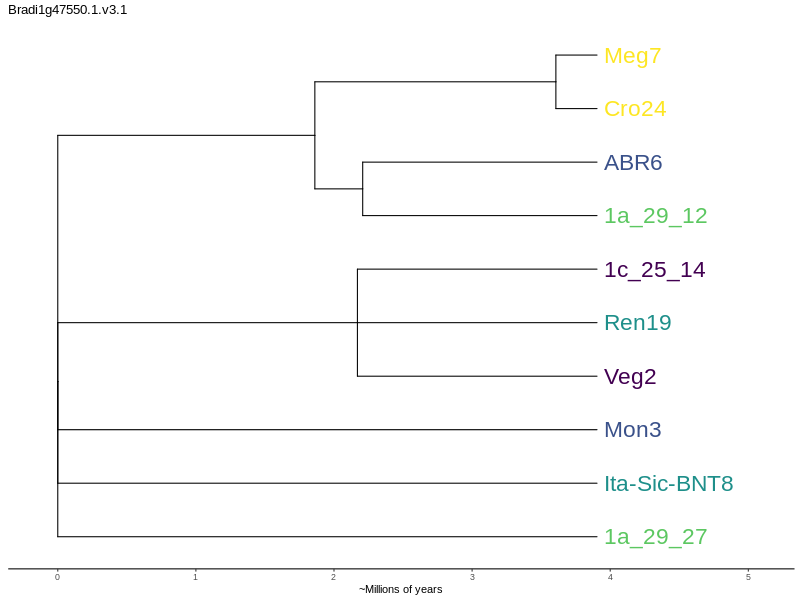 Bradi1g47550.1.v3.1
Meg7
Cro24
ABR6
1a_29_12
1c_25_14
Ren19
Veg2
Mon3
Ita-Sic-BNT8
1a_29_27
0 1 2 3 4 5
~Millions of years